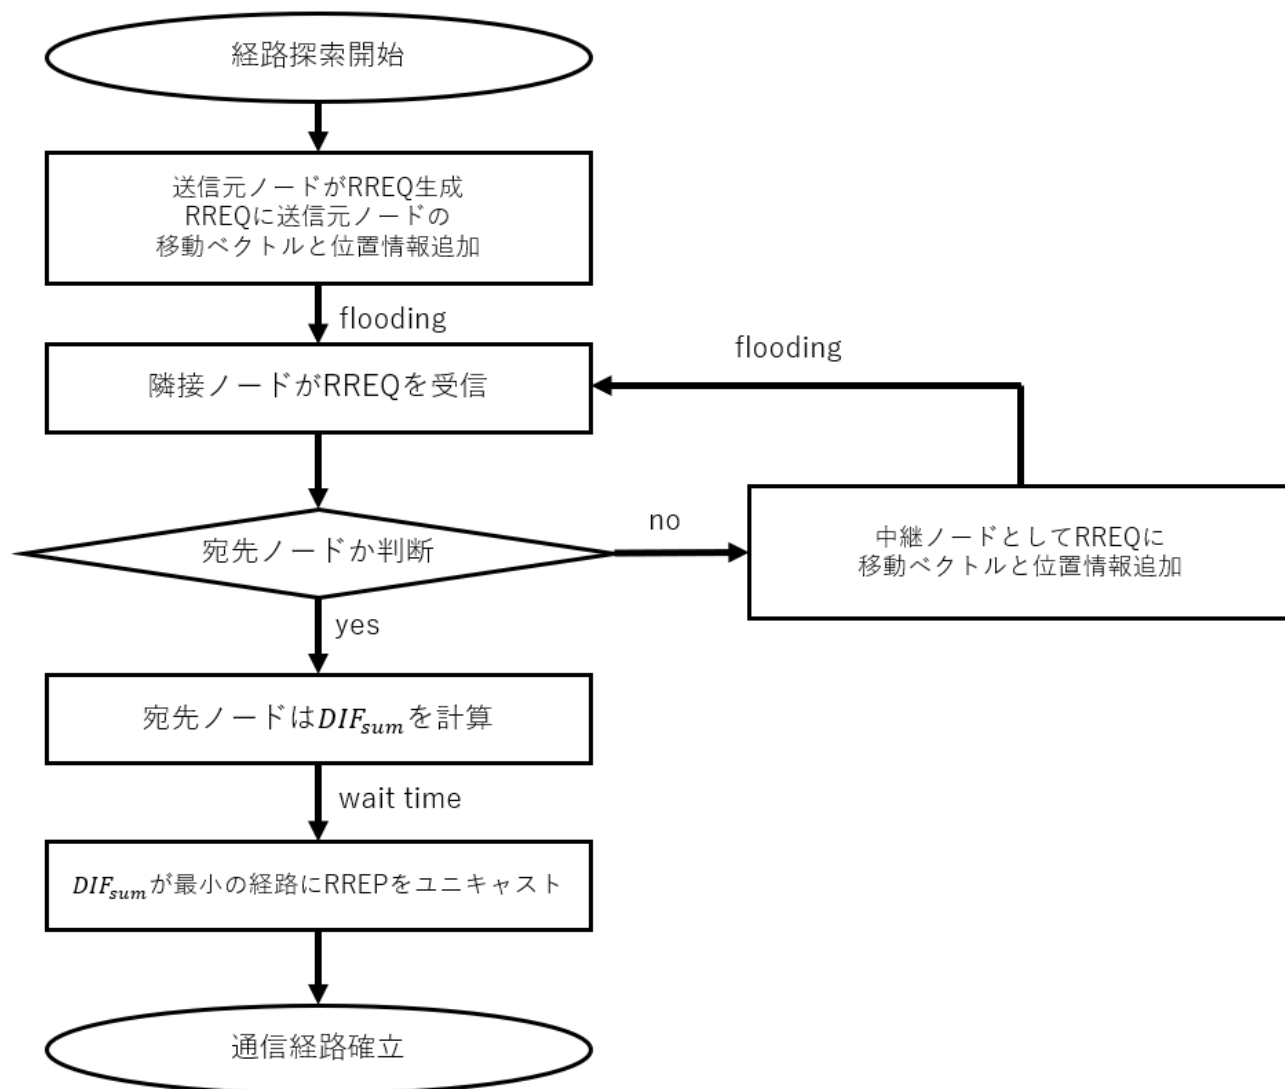 経路探索開始
送信元ノードがRREQ生成
RREQに送信元ノードの
移動ベクトルと位置情報追加
flooding
隣接ノードがRREQを受信
flooding
宛先ノードか判断
no
中継ノードとしてRREQに
移動ベクトルと位置情報追加
yes
宛先ノードはDIFsumを計算
wait time
DIFsumが最小の経路にRREPをユニキャスト
通信経路確立